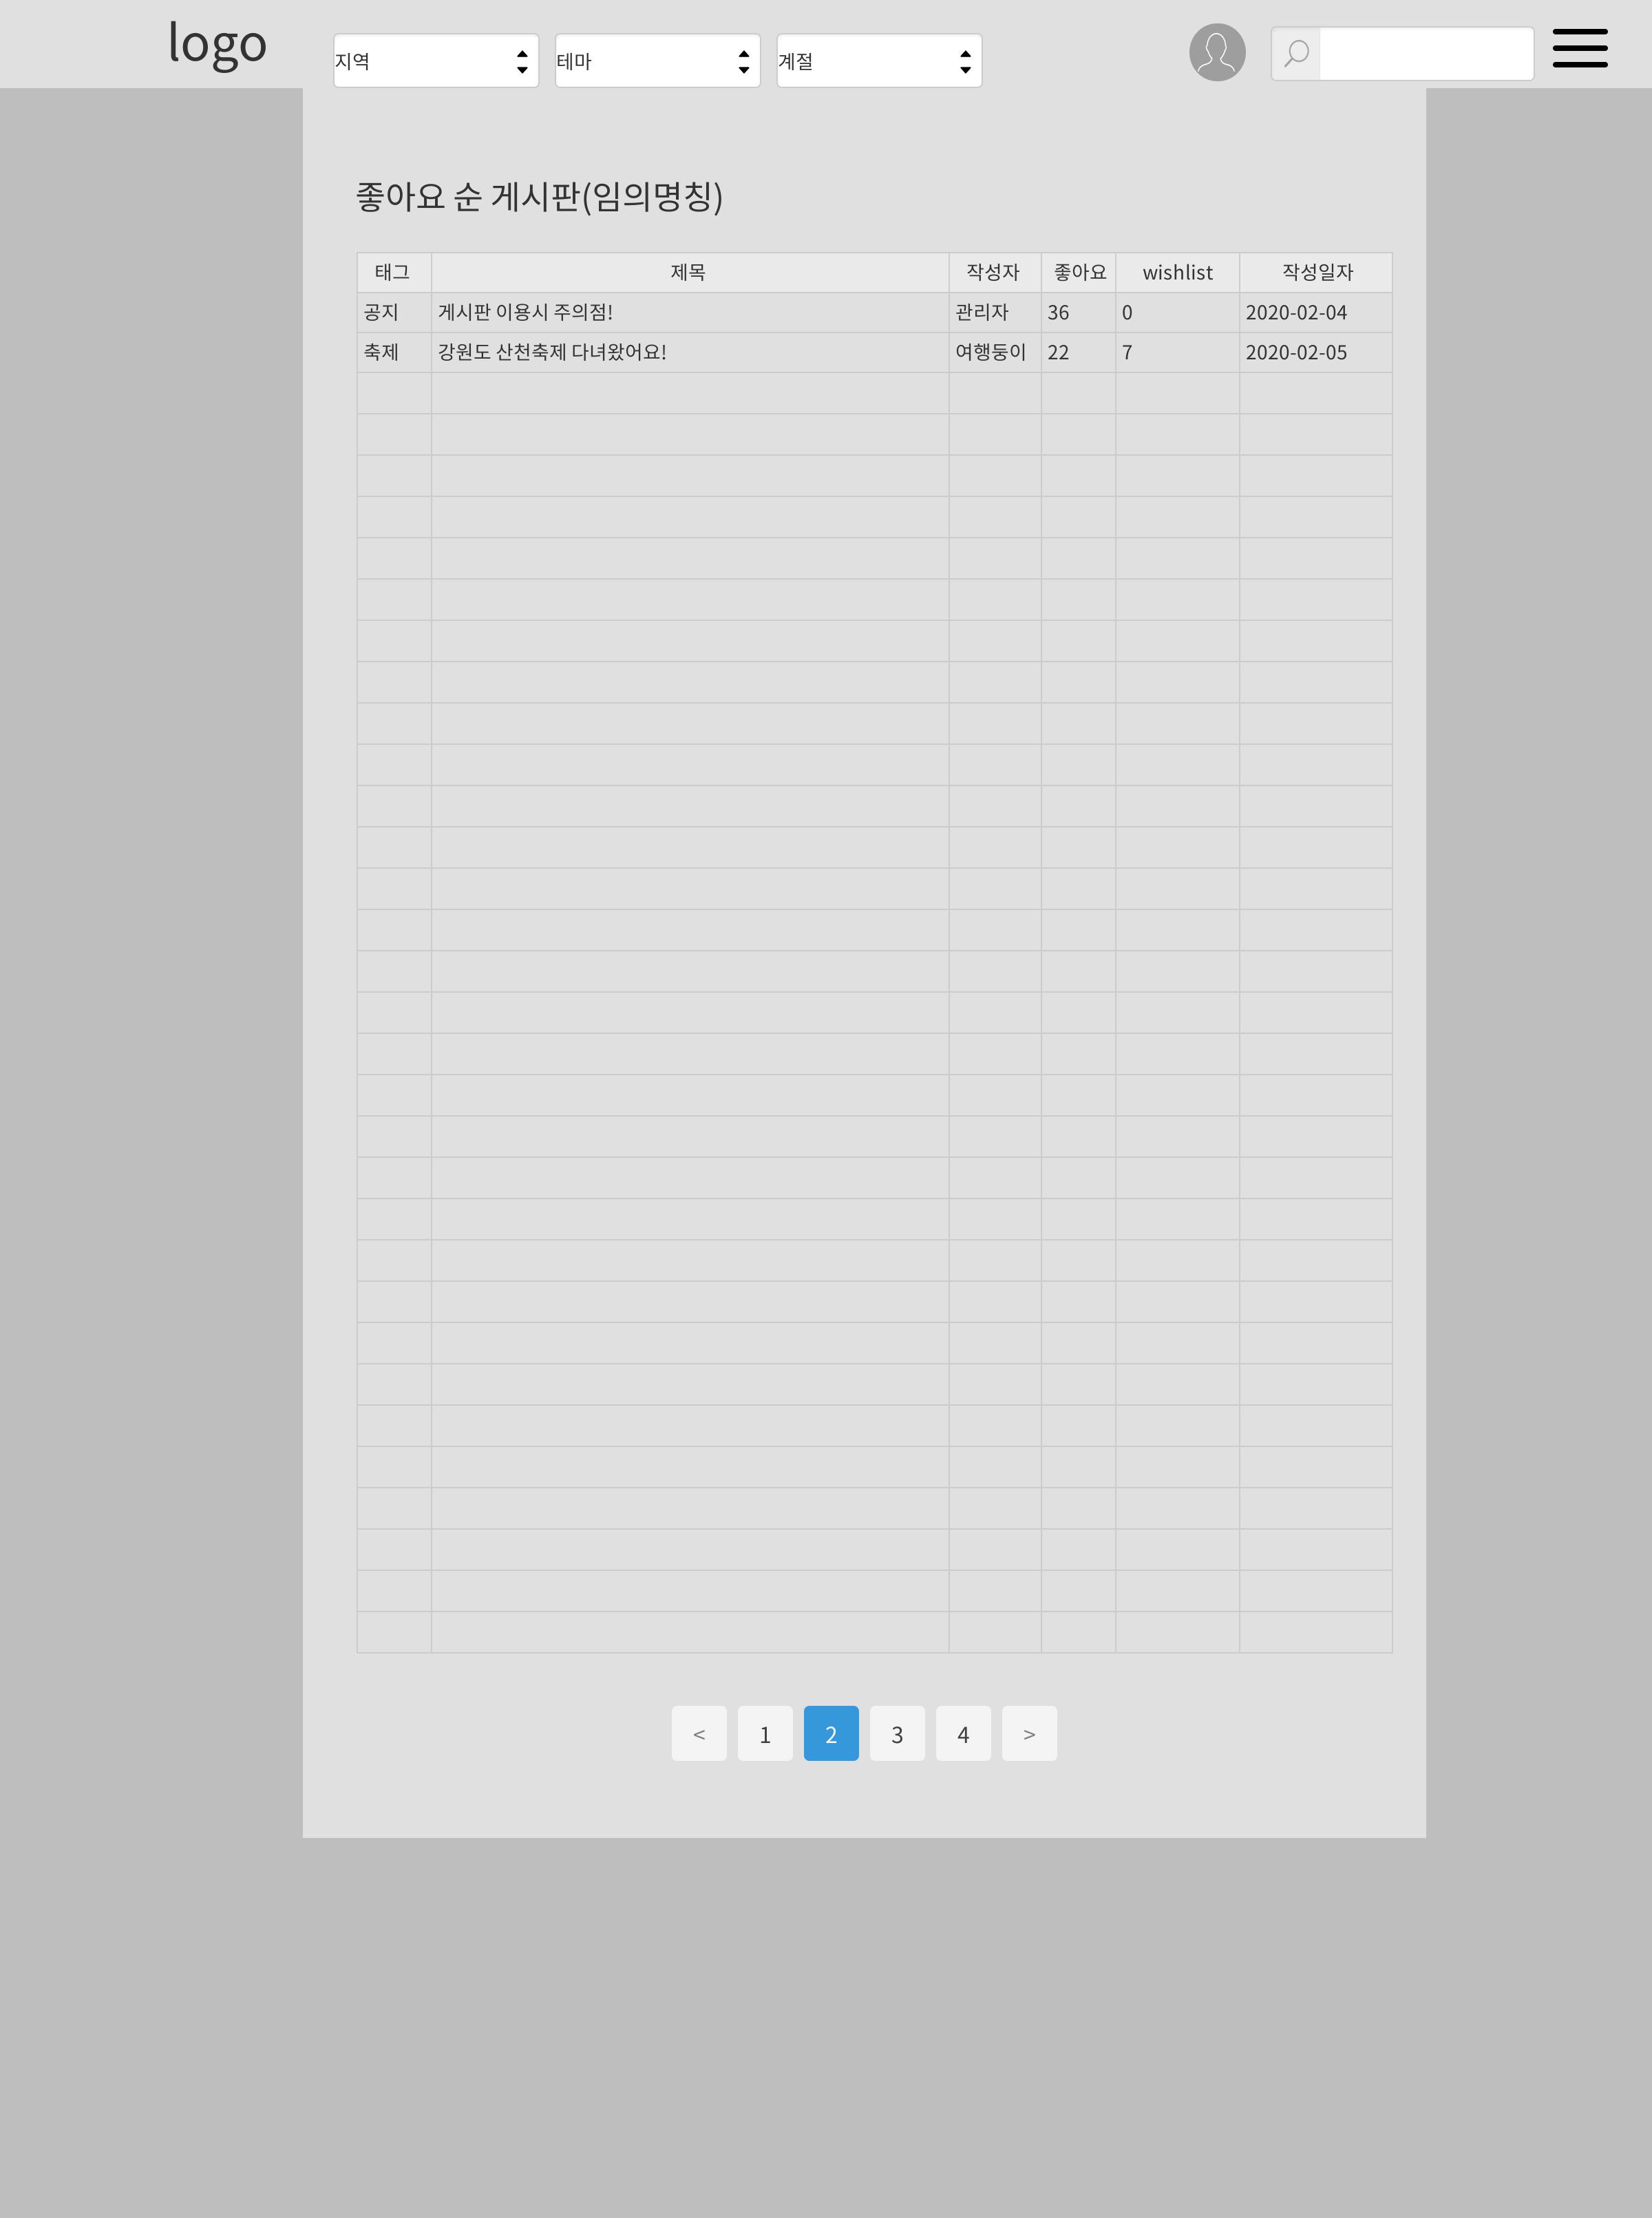 logo
지역 테마 계절
좋아요 순 게시판(임의명칭)
태그 제목 작성자 좋아요 wishlist 작성일자
공지 게시판 이용시 주의점! 관리자 36 0 2020-02-04
축제 강원도 산천축제 다녀왔어요! 여행둥이 22 7 2020-02-05
< 1 2 3 4 >